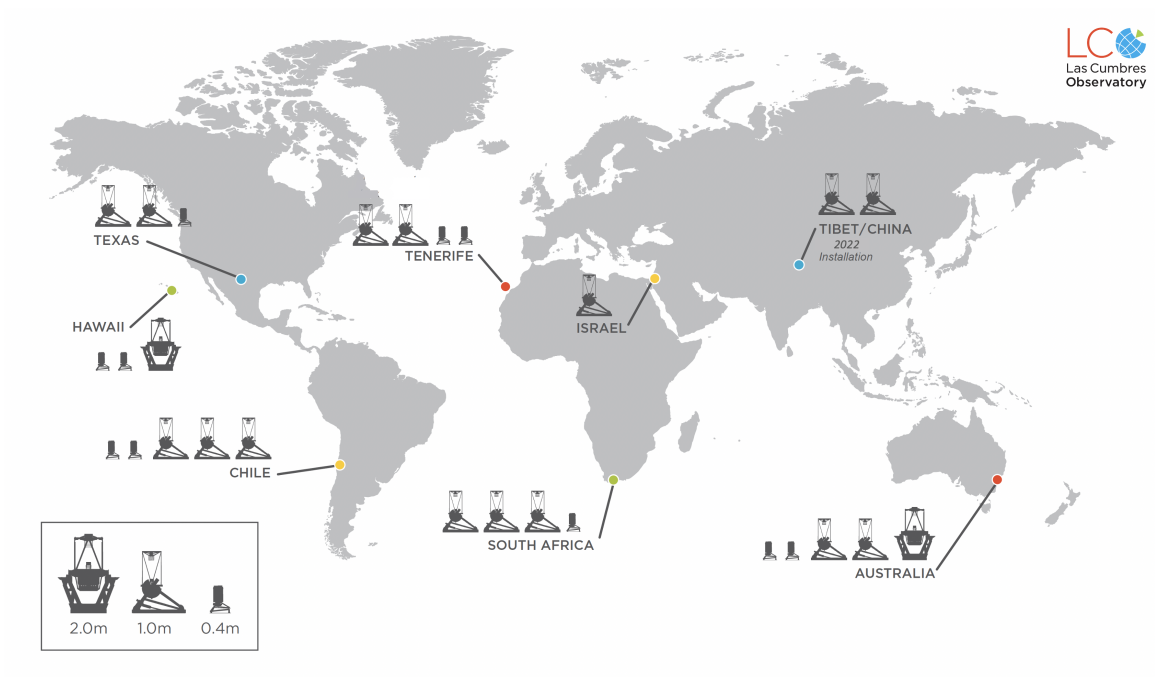 LCO
Las Cumbres
Observatory
TEXAS
TENERIFE
TIBET/CHINA
2022
Installation
HAWAII
ISRAEL
CHILE
SOUTH AFRICA
AUSTRALIA
2.0m 1.0m 0.4m